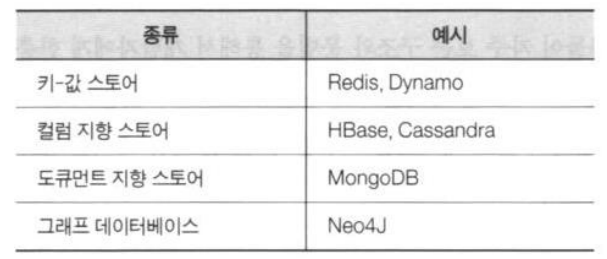 종류 예시
키-값 스토어 Redis, Dynamo
컬럼 지향 스토어 HBase, Cassandra
도큐먼트 지향 스토어 MongoDB
그래프 데이터베이스 Neo4J